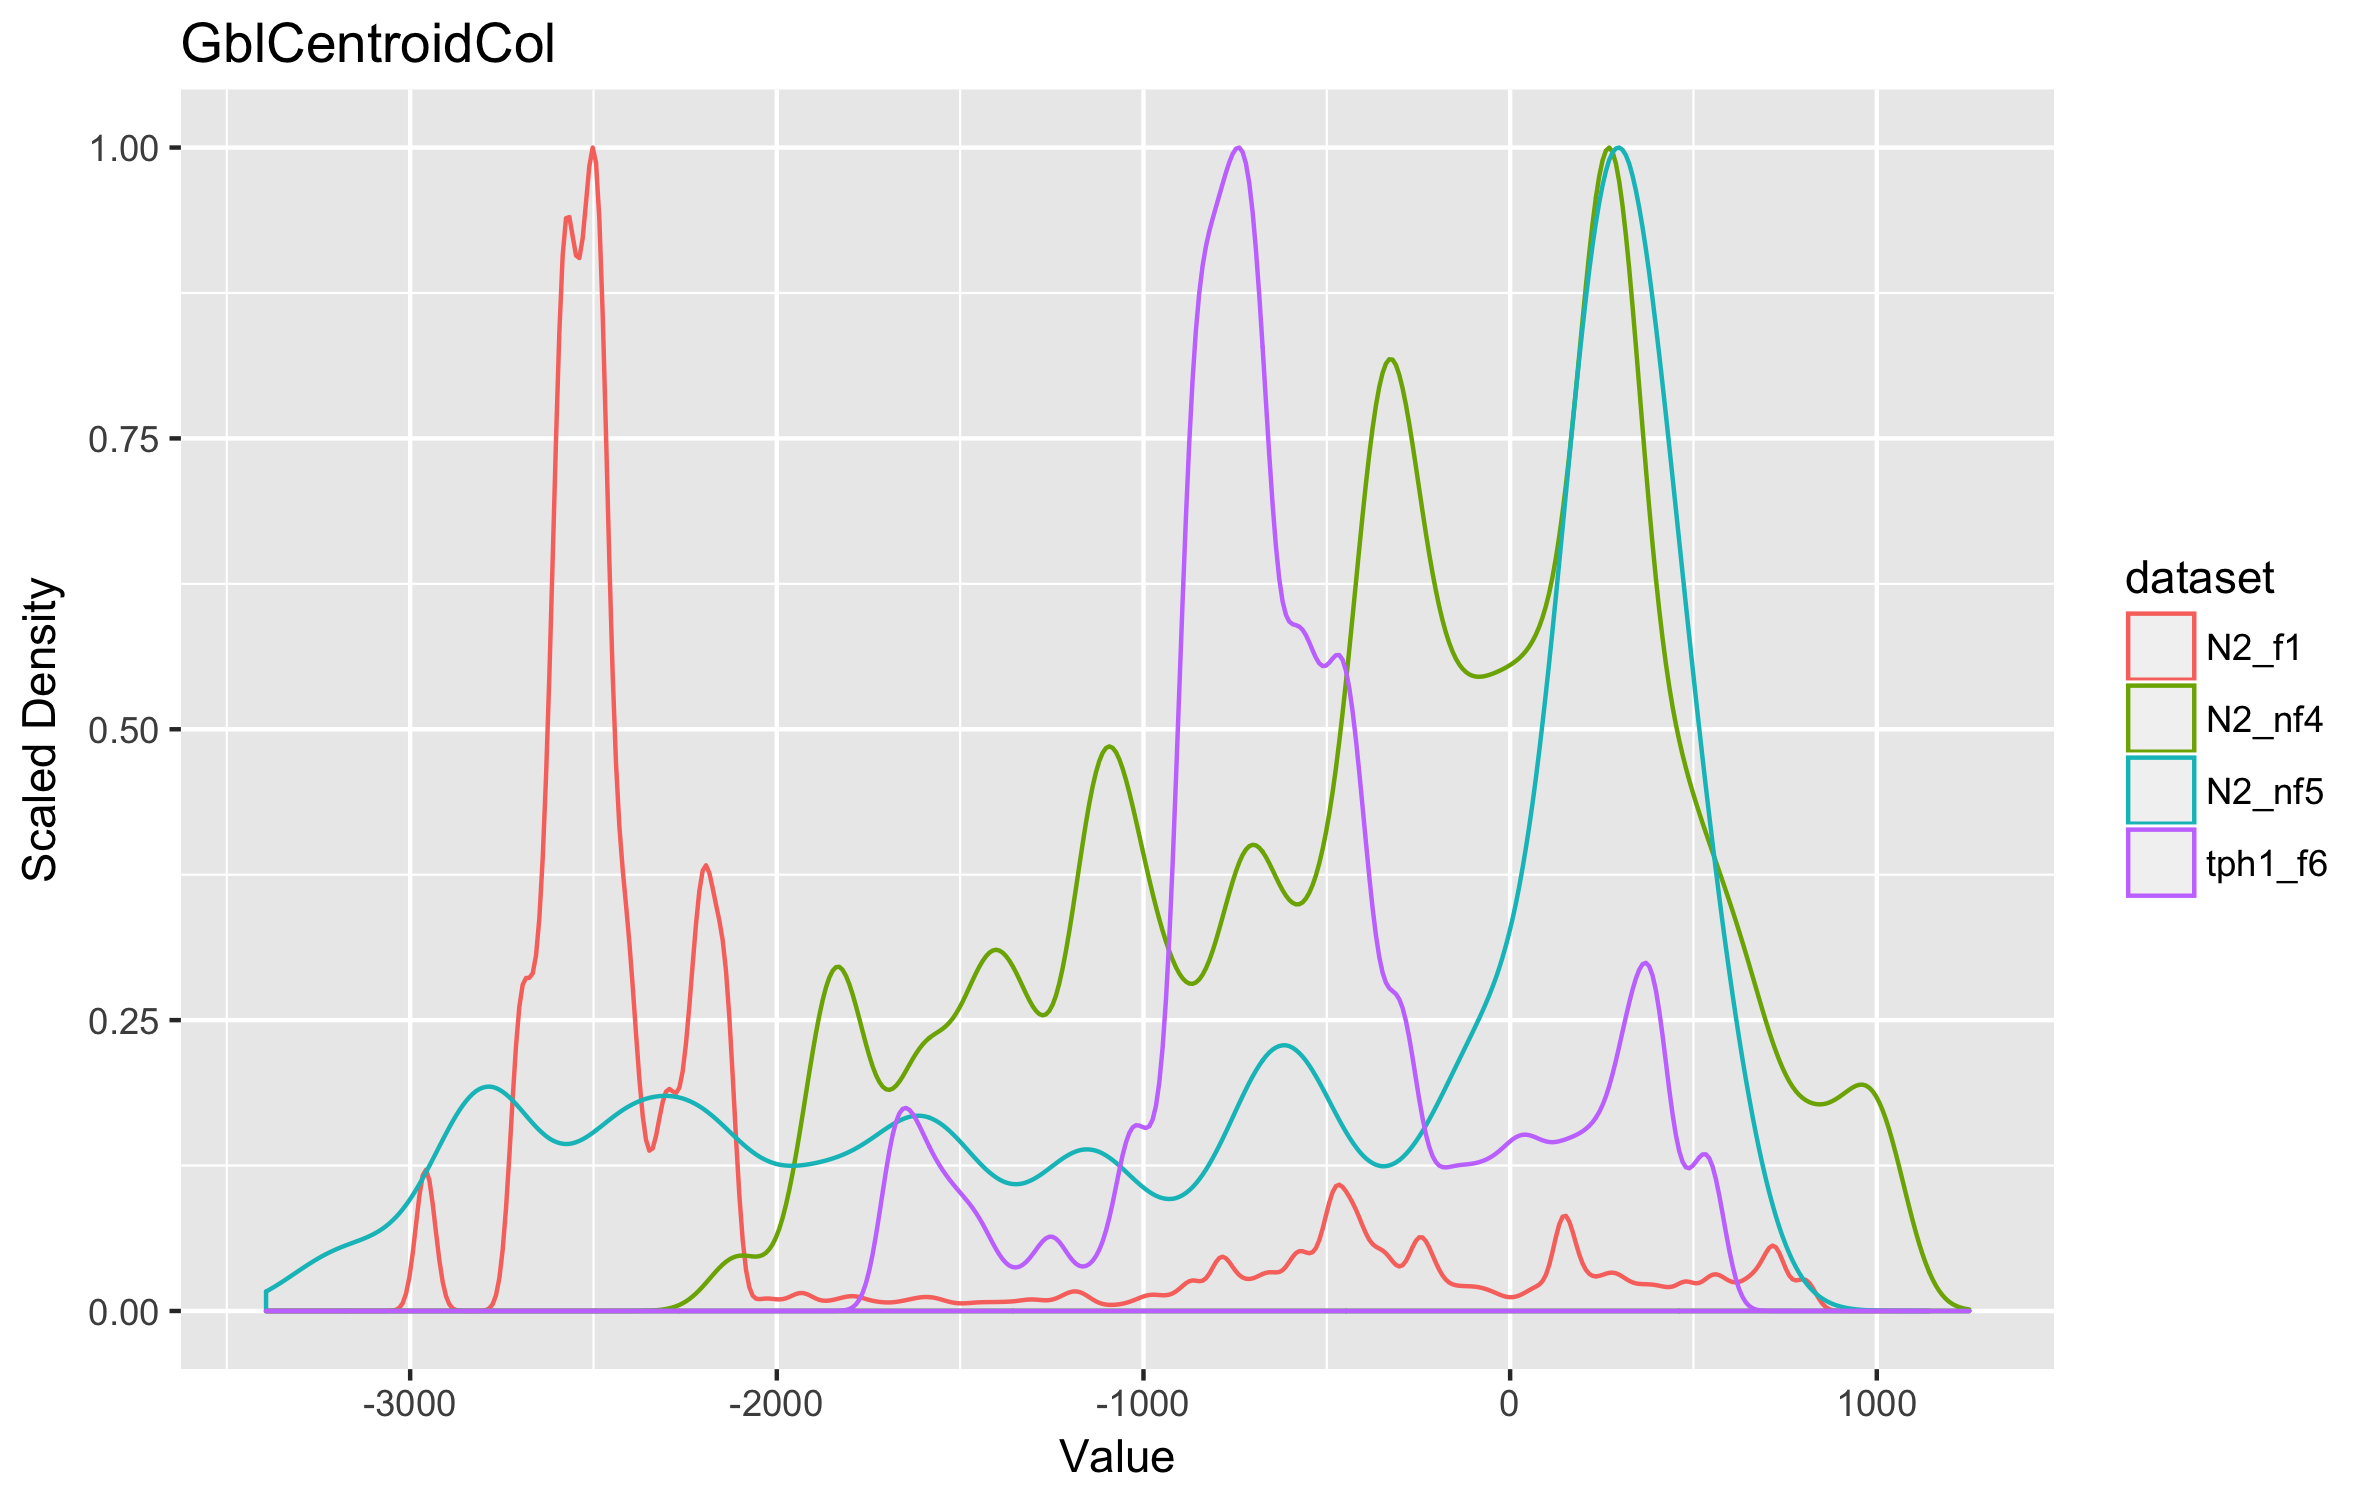 GblCentroidCol
1.00
0.75
0.50
0.25
0.00
Scaled Density
-3000 -2000 -1000 0 1000
Value
dataset
N2_f1
N2_nf4
N2_nf5
tph1_f6